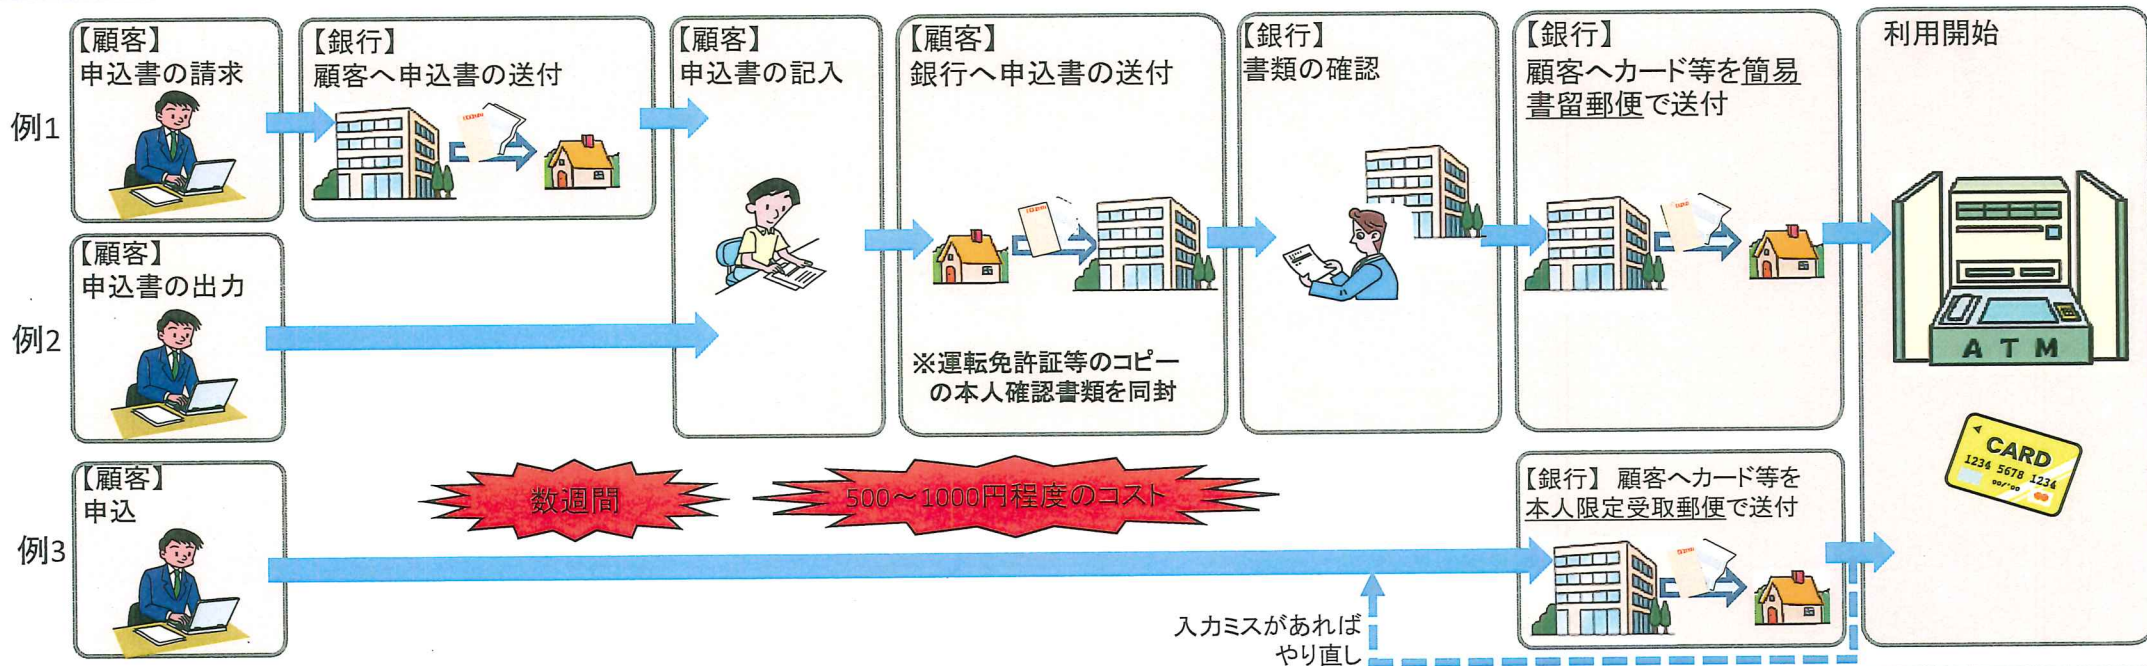 例1
【顧客】
申込書の請求
【銀行】
顧客へ申込書の送付
【顧客】
申込書の記入
【顧客】
銀行へ申込書の送付
※運転免許証等のコピー
の本人確認書類を同封
【銀行】
書類の確認
【銀行】
顧客へカード等を簡易
書留郵便で送付
利用開始
ATM
CARD
1234 5678 1234
00/00
例2
【顧客】
申込書の出力
例3
【顧客】
申込
数週間
500～1000円程度のコスト
【銀行】 顧客へカード等を
本人限定受取郵便で送付
入力ミスがあれば
やり直し